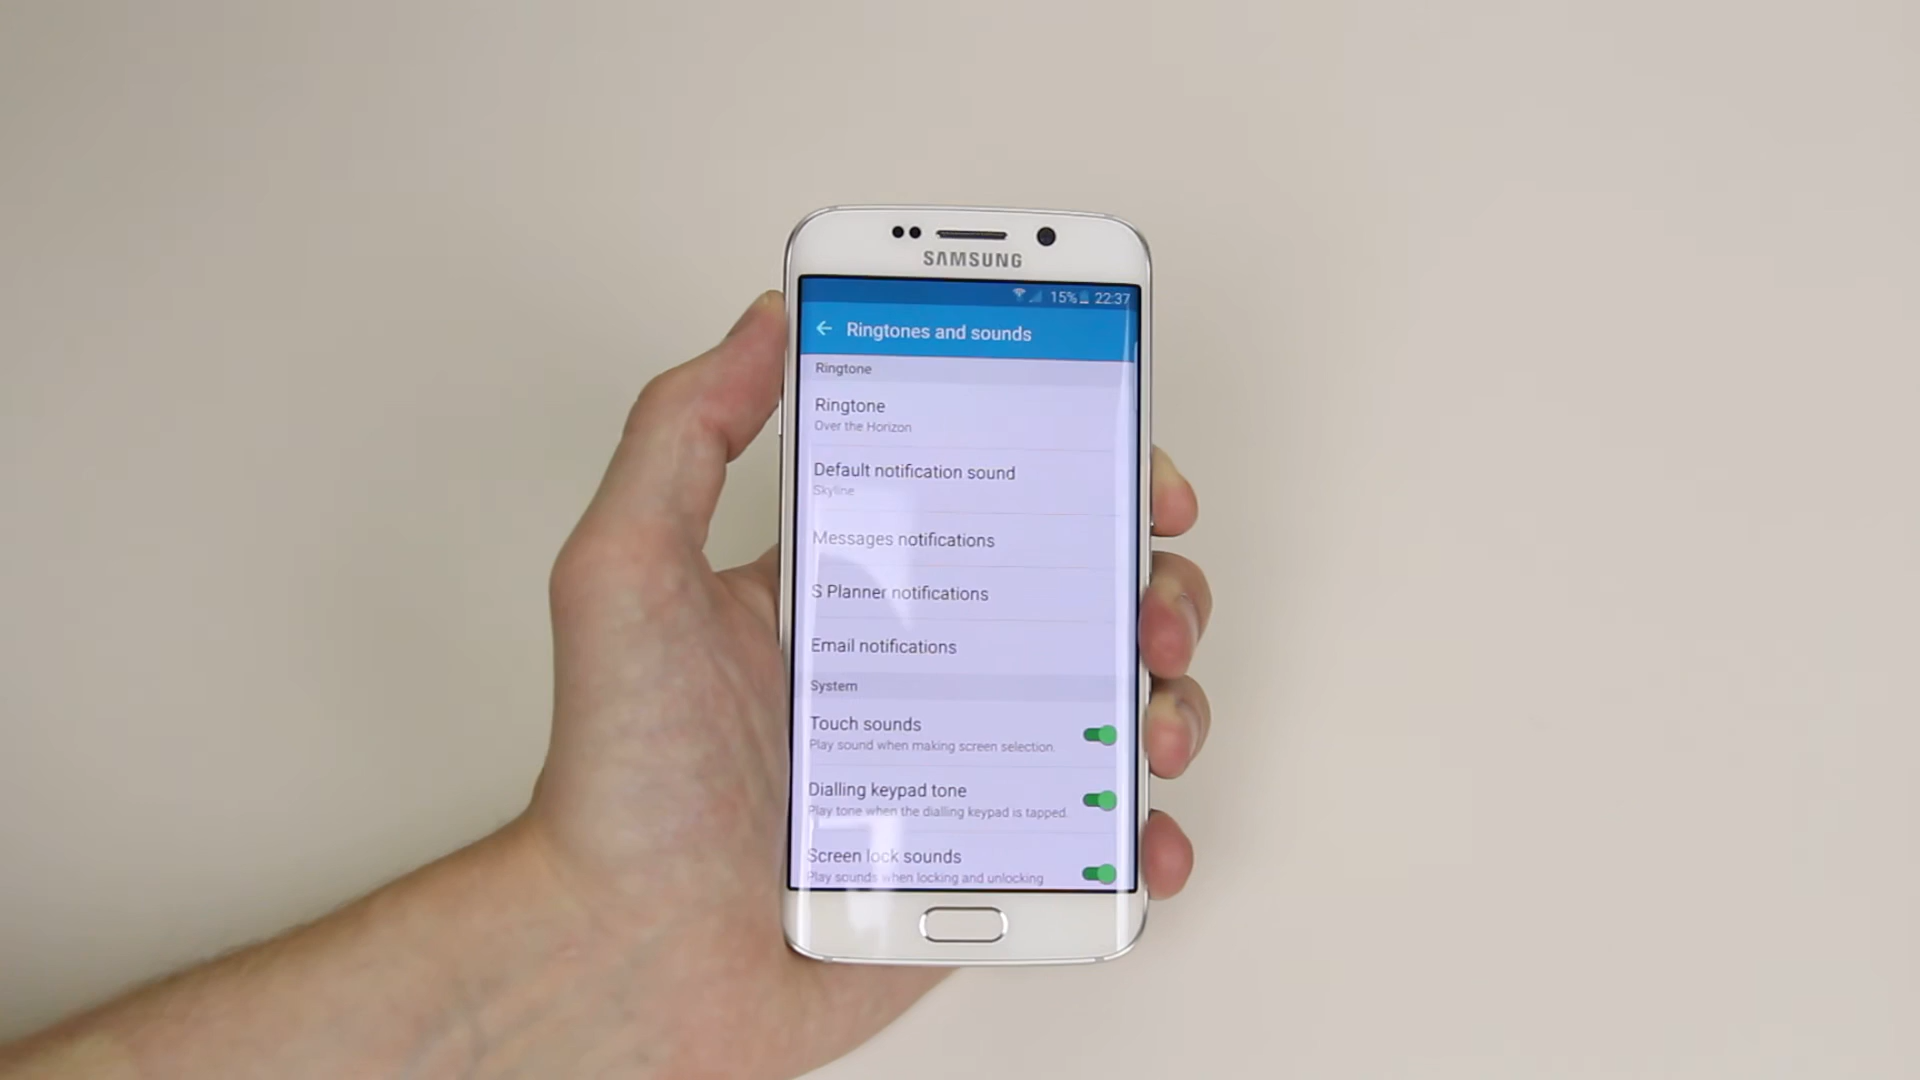 SAMSUNG
15% 22:37
Ringtones and sounds
Ringtone
Ringtone
Over the Horizon
Default notification sound
Skyline
Messages notifications
S Planner notifications
Email notifications
System
Touch sounds
Play sound when making screen selection.
Dialling keypad tone
Play tone when the dialling keypad is tapped.
Screen lock sounds
Play sounds when locking and unlocking